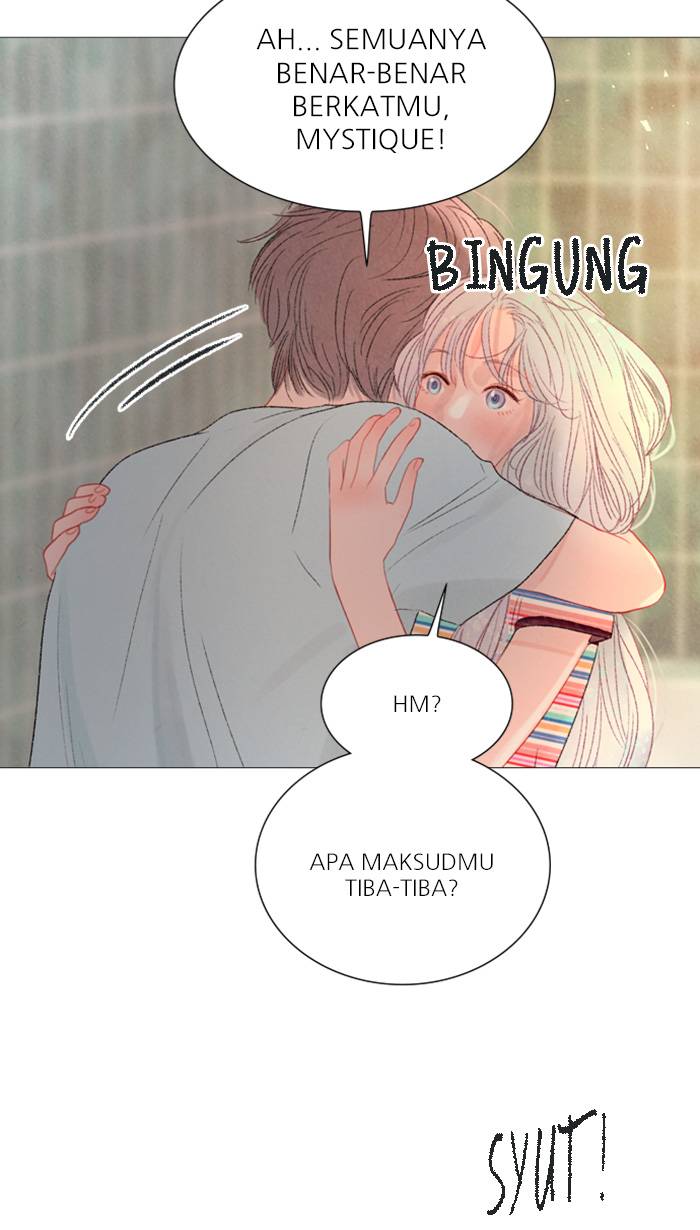 AH... SEMUANYA
BENAR-BENAR
BERKATMU,
MYSTIQUE!
BINGUNG
HM?
APA MAKSUDMU
TIBA-TIBA?
SYUT!